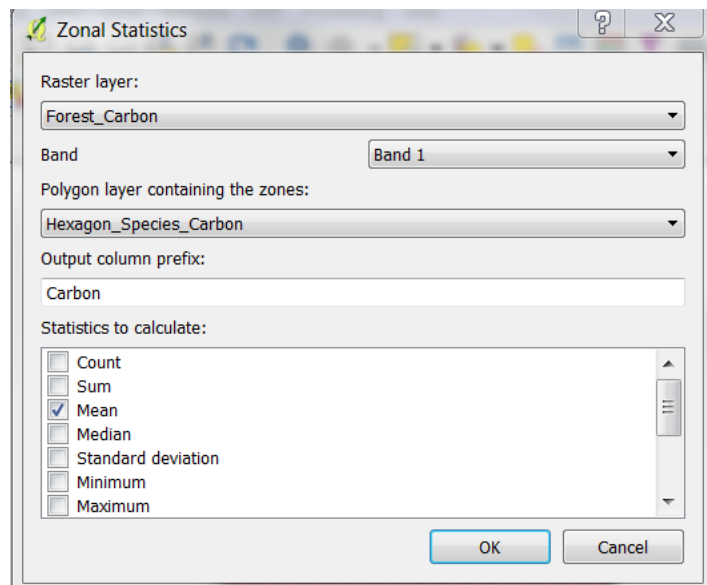 Zonal Statistics
Raster layer:
Forest_Carbon
Band Band 1
Polygon layer containing the zones:
Hexagon_Species_Carbon
Output column prefix:
Carbon
Statistics to calculate:
Count
Sum
Mean
Median
Standard deviation
Minimum
Maximum
OK Cancel